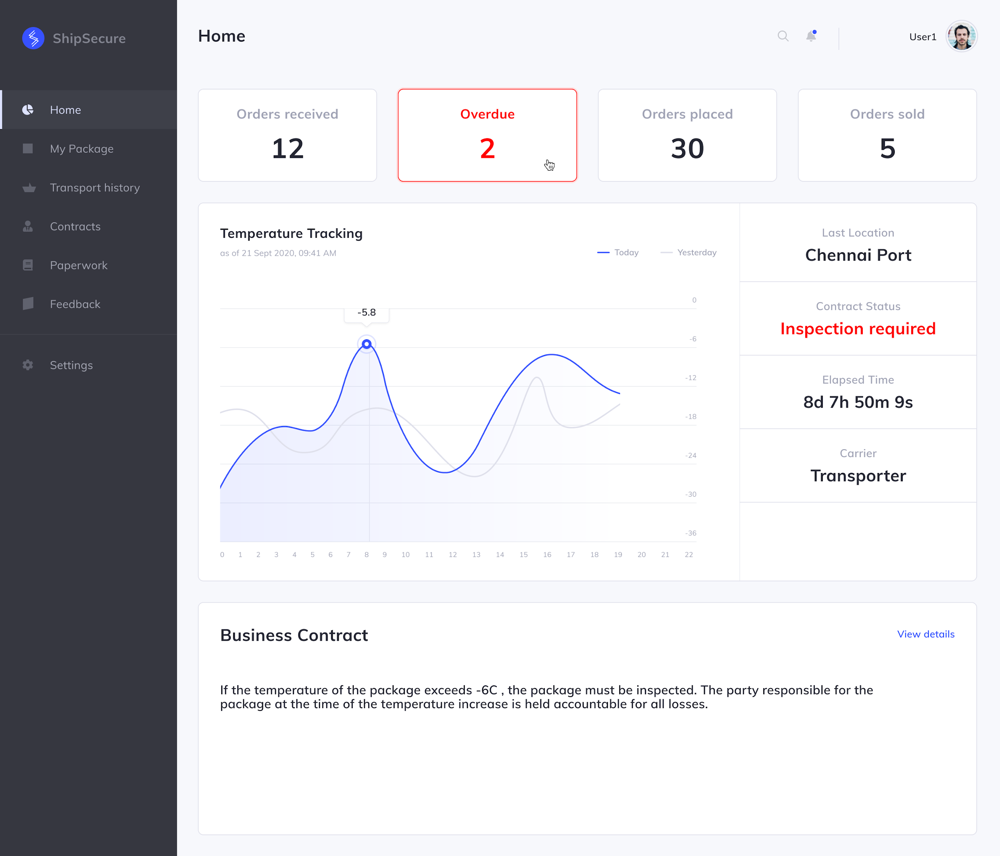 ShipSecure
Home
My Package
Transport history
Contracts
Paperwork
Feedback
Settings
Home
User1
Orders received
12
Overdue
2
Orders placed
30
Orders sold
5
Temperature Tracking
as of 21 Sept 2020, 09:41 AM
Today
Yesterday
0
-6
-12
-18
-24
-30
-36
-5.8
0 1 2 3 4 5 6 7 8 9 10 11 12 13 14 15 16 17 18 19 20 21 22
Last Location
Chennai Port
Contract Status
Inspection required
Elapsed Time
8d 7h 50m 9s
Carrier
Transporter
Business Contract
View details
If the temperature of the package exceeds -6C , the package must be inspected. The party responsible for the
package at the time of the temperature increase is held accountable for all losses.